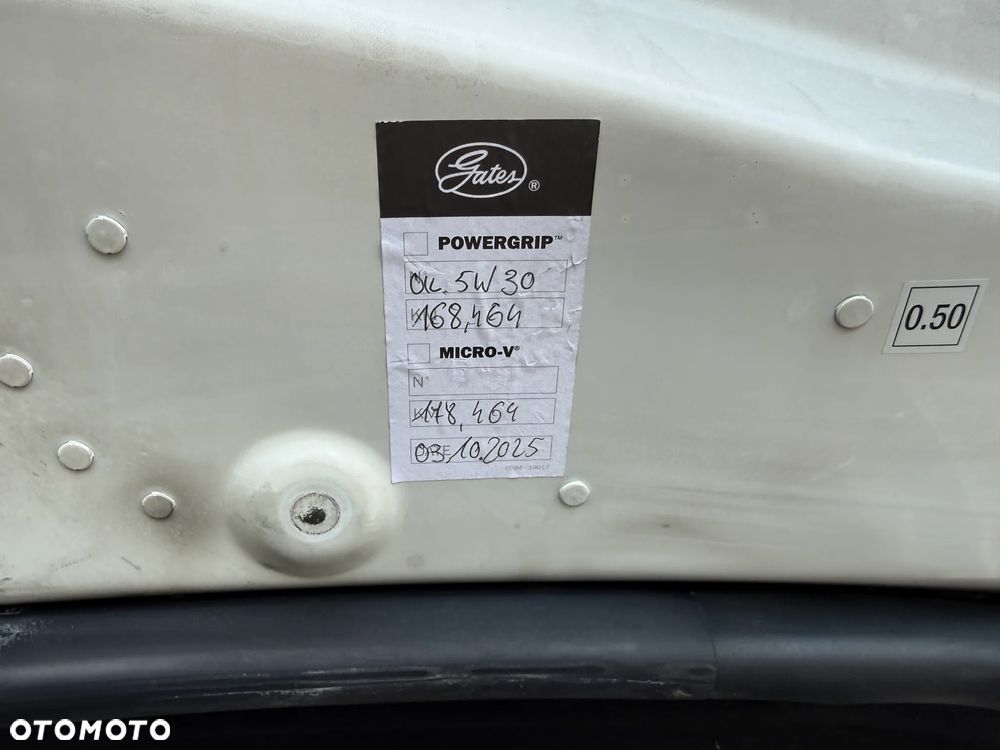 Gates®
POWERGRIP™
OIL. 5W30
168,464
MICRO-V®
N°
178,464
03.10.2025
0.50
OTOMOTO